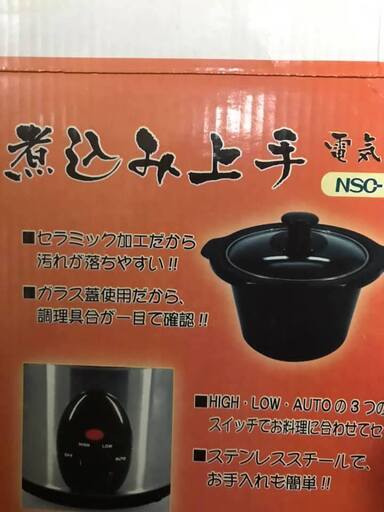 煮込み上手 電気
NSC-
■セラミック加工だから
汚れが落ちやすい!!
■ガラス蓋使用だから、
調理具合が一目で確認!!
■HIGH・LOW・AUTOの3つの
スイッチでお料理に合わせてセ
■ステンレススチールで、
お手入れも簡単!!
HIGH LOW
OFF AUTO